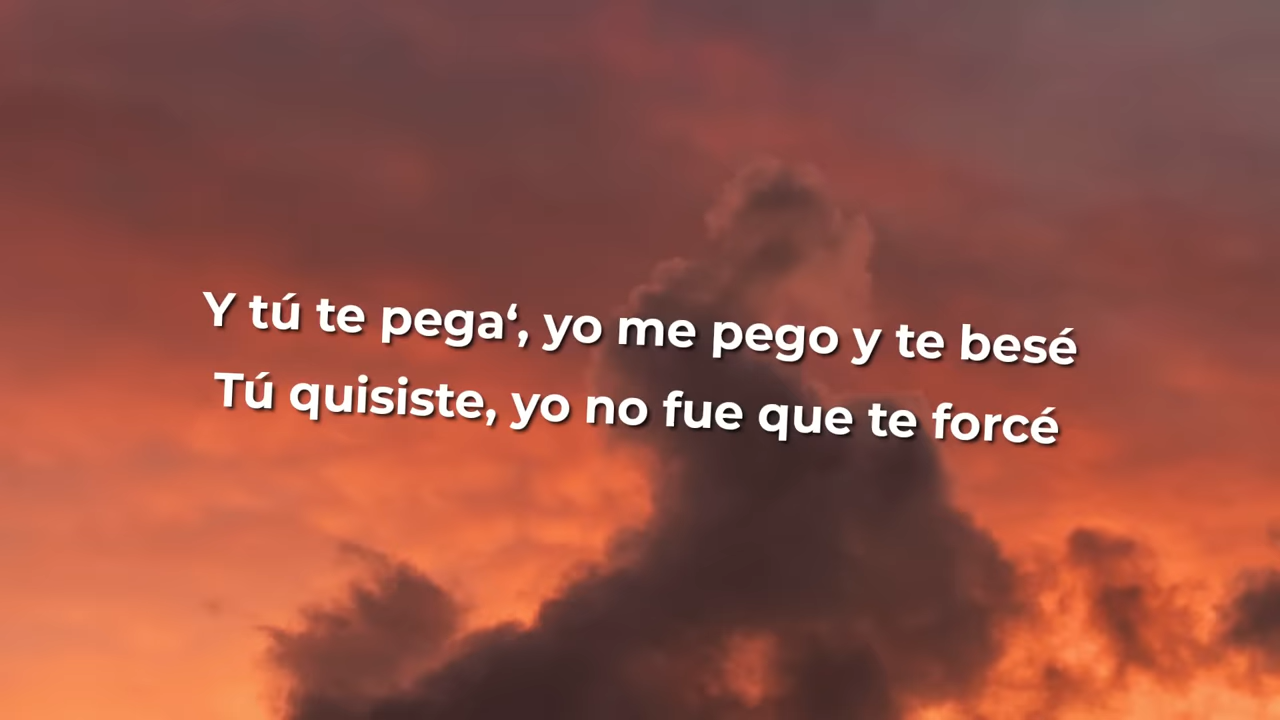 Y tú te pega‘, yo me pego y te besé
Tú quisiste, yo no fue que te forcé